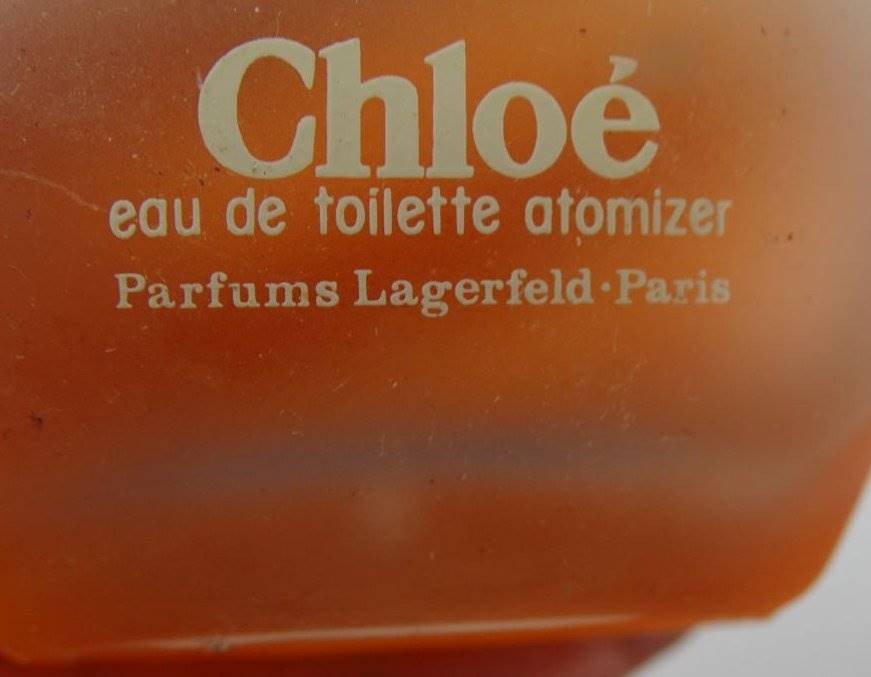 Chloé
eau de toilette atomizer
Parfums Lagerfeld·Paris